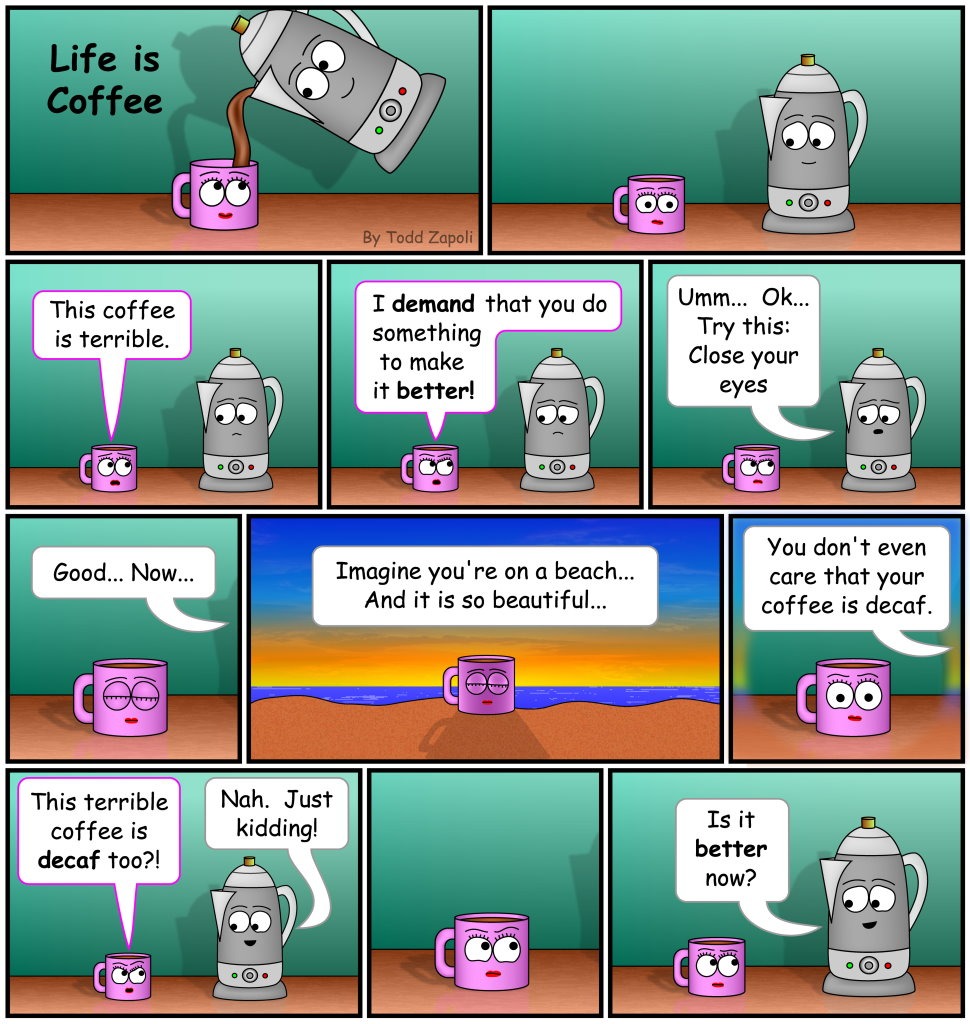 Life is
Coffee
By Todd Zapoli
This coffee
is terrible.
I demand that you do
something
to make
it better!
Umm... Ok...
Try this:
Close your
eyes
Good... Now...
Imagine you're on a beach...
And it is so beautiful...
You don't even
care that your
coffee is decaf.
This terrible
coffee is
decaf too?!
Nah. Just
kidding!
Is it
better
now?